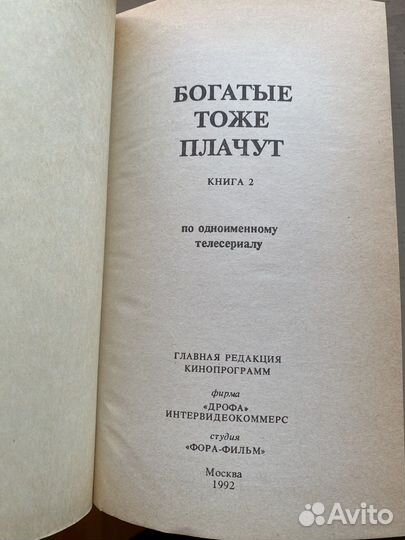 БОГАТЫЕ
ТОЖЕ
ПЛАЧУТ
КНИГА 2
по одноименному
телесериалу
ГЛАВНАЯ РЕДАКЦИЯ
КИНОПРОГРАММ
фирма
«ДРОФА»
ИНТЕРВИДЕОКОММЕРС
студия
«ФОРА-ФИЛЬМ»
Москва
1992
Avito